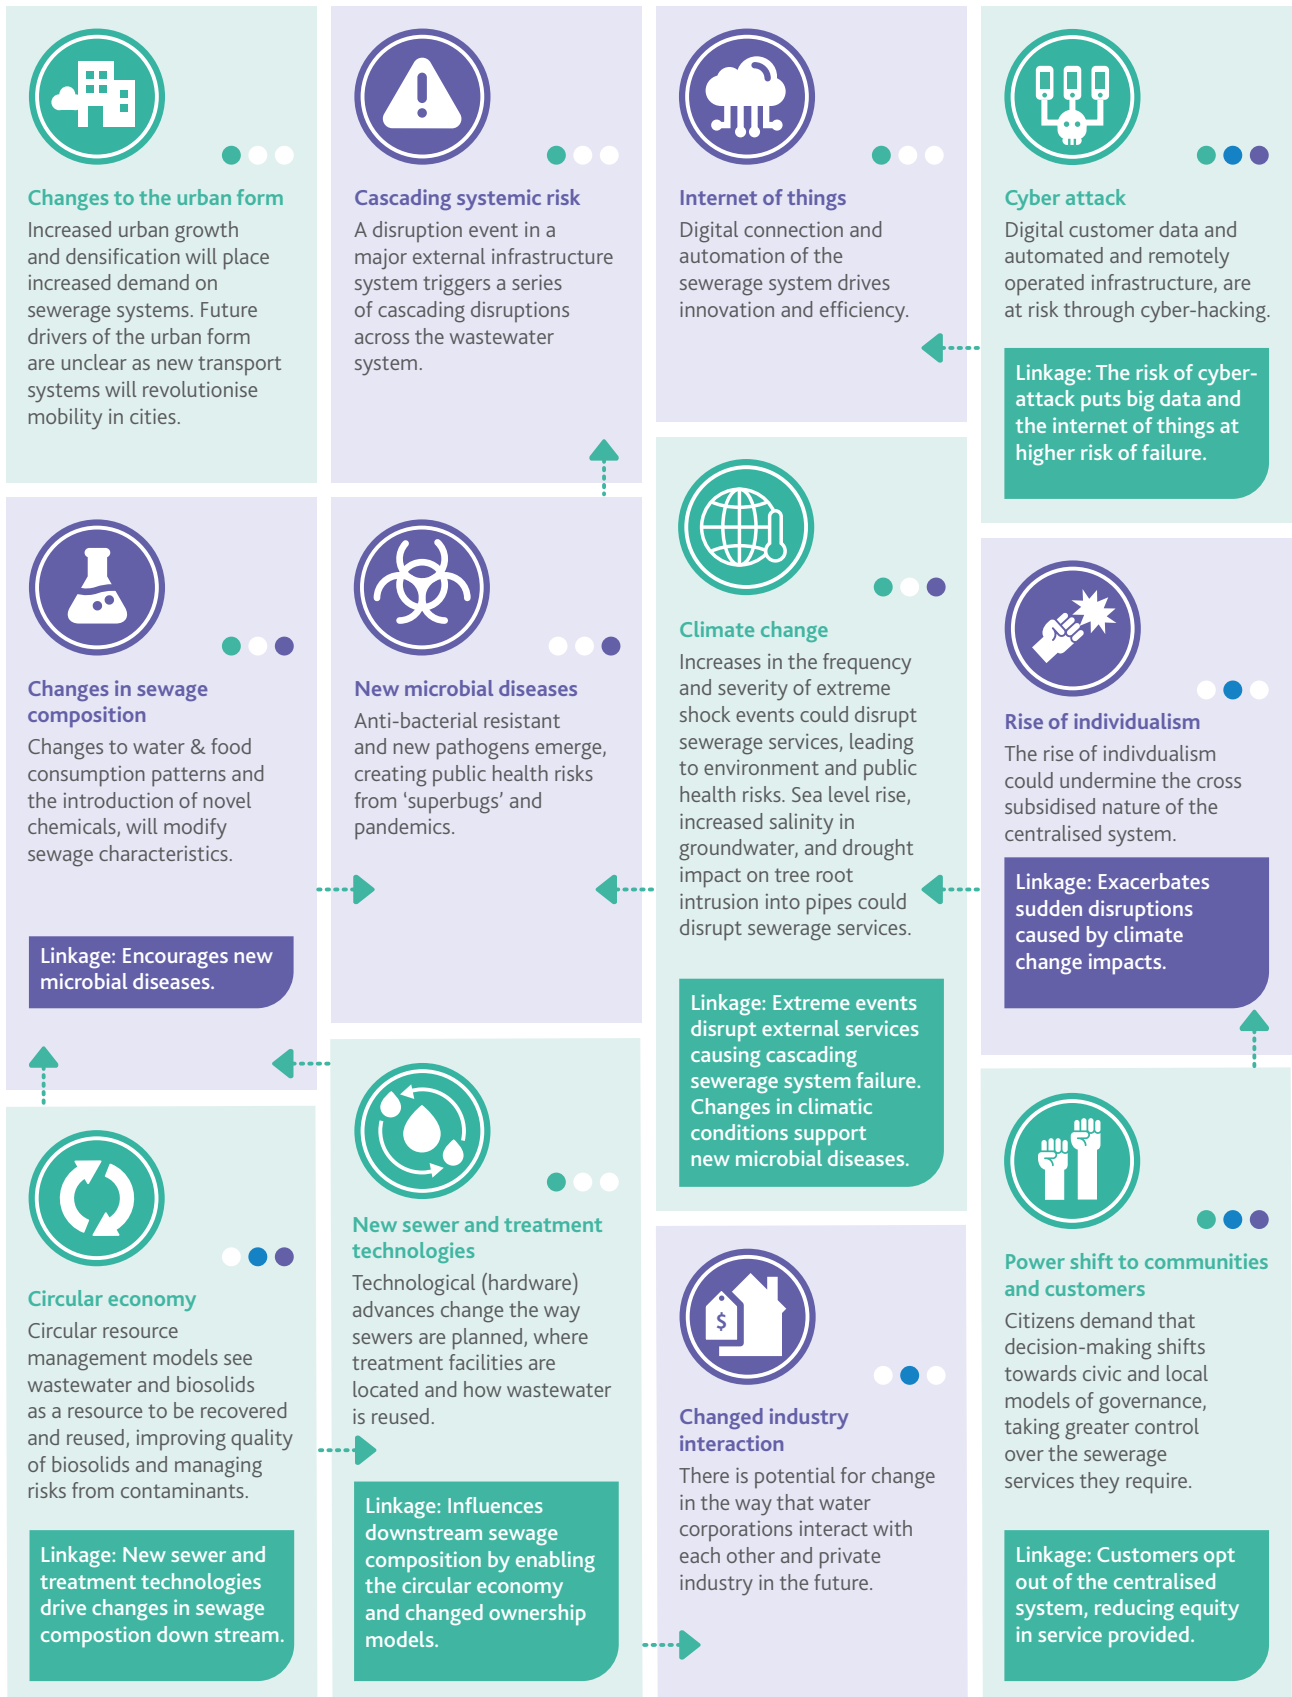 Changes to the urban form
Increased urban growth
and densification will place
increased demand on
sewerage systems. Future
drivers of the urban form
are unclear as new transport
systems will revolutionise
mobility in cities.
Cascading systemic risk
A disruption event in a
major external infrastructure
system triggers a series
of cascading disruptions
across the wastewater
system.
Internet of things
Digital connection and
automation of the
sewerage system drives
innovation and efficiency.
Cyber attack
Digital customer data and
automated and remotely
operated infrastructure, are
at risk through cyber-hacking.
Linkage: The risk of cyber-
attack puts big data and
the internet of things at
higher risk of failure.
Changes in sewage
composition
Changes to water & food
consumption patterns and
the introduction of novel
chemicals, will modify
sewage characteristics.
Linkage: Encourages new
microbial diseases.
New microbial diseases
Anti-bacterial resistant
and new pathogens emerge,
creating public health risks
from ‘superbugs’ and
pandemics.
Climate change
Increases in the frequency
and severity of extreme
shock events could disrupt
sewerage services, leading
to environment and public
health risks. Sea level rise,
increased salinity in
groundwater, and drought
impact on tree root
intrusion into pipes could
disrupt sewerage services.
Linkage: Extreme events
disrupt external services
causing cascading
sewerage system failure.
Changes in climatic
conditions support
new microbial diseases.
Rise of individualism
The rise of indivdualism
could undermine the cross
subsidised nature of the
centralised system.
Linkage: Exacerbates
sudden disruptions
caused by climate
change impacts.
Circular economy
Circular resource
management models see
wastewater and biosolids
as a resource to be recovered
and reused, improving quality
of biosolids and managing
risks from contaminants.
Linkage: New sewer and
treatment technologies
drive changes in sewage
compostion down stream.
New sewer and treatment
technologies
Technological (hardware)
advances change the way
sewers are planned, where
treatment facilities are
located and how wastewater
is reused.
Linkage: Influences
downstream sewage
composition by enabling
the circular economy
and changed ownership
models.
$
Changed industry
interaction
There is potential for change
in the way that water
corporations interact with
each other and private
industry in the future.
Power shift to communities
and customers
Citizens demand that
decision-making shifts
towards civic and local
models of governance,
taking greater control
over the sewerage
services they require.
Linkage: Customers opt
out of the centralised
system, reducing equity
in service provided.